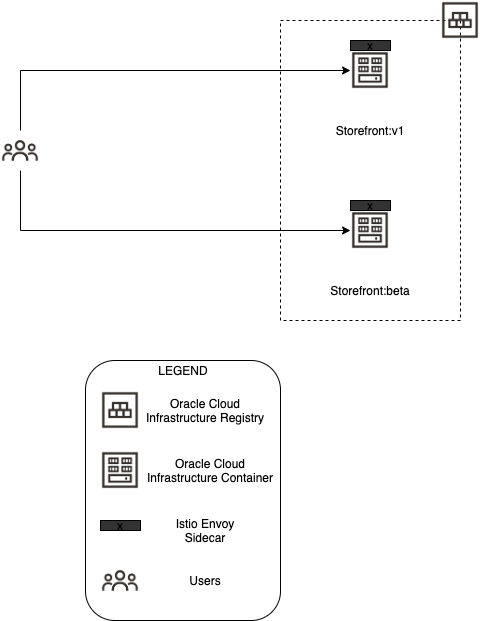 x
Storefront:v1
x
Storefront:beta
LEGEND
Oracle Cloud
Infrastructure Registry
Oracle Cloud
Infrastructure Container
x
Istio Envoy
Sidecar
Users